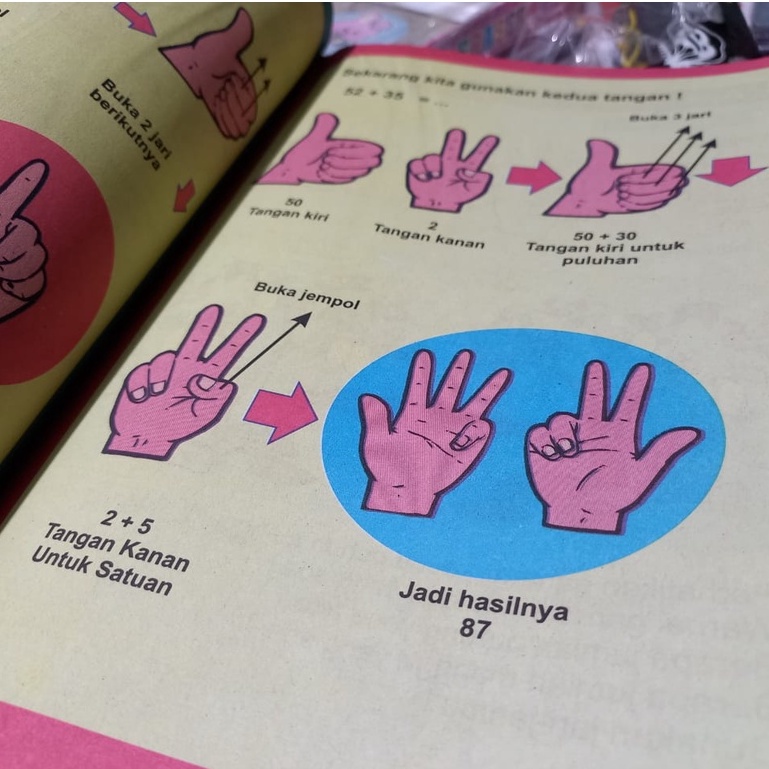 Buka 2 jari
berikutnya
Sekarang kita gunakan kedua tangan !
52 + 35 = ...
Buka 3 jari
50
Tangan kiri
2
Tangan kanan
50 + 30
Tangan kiri untuk
puluhan
Buka jempol
2 + 5
Tangan Kanan
Untuk Satuan
Jadi hasilnya
87